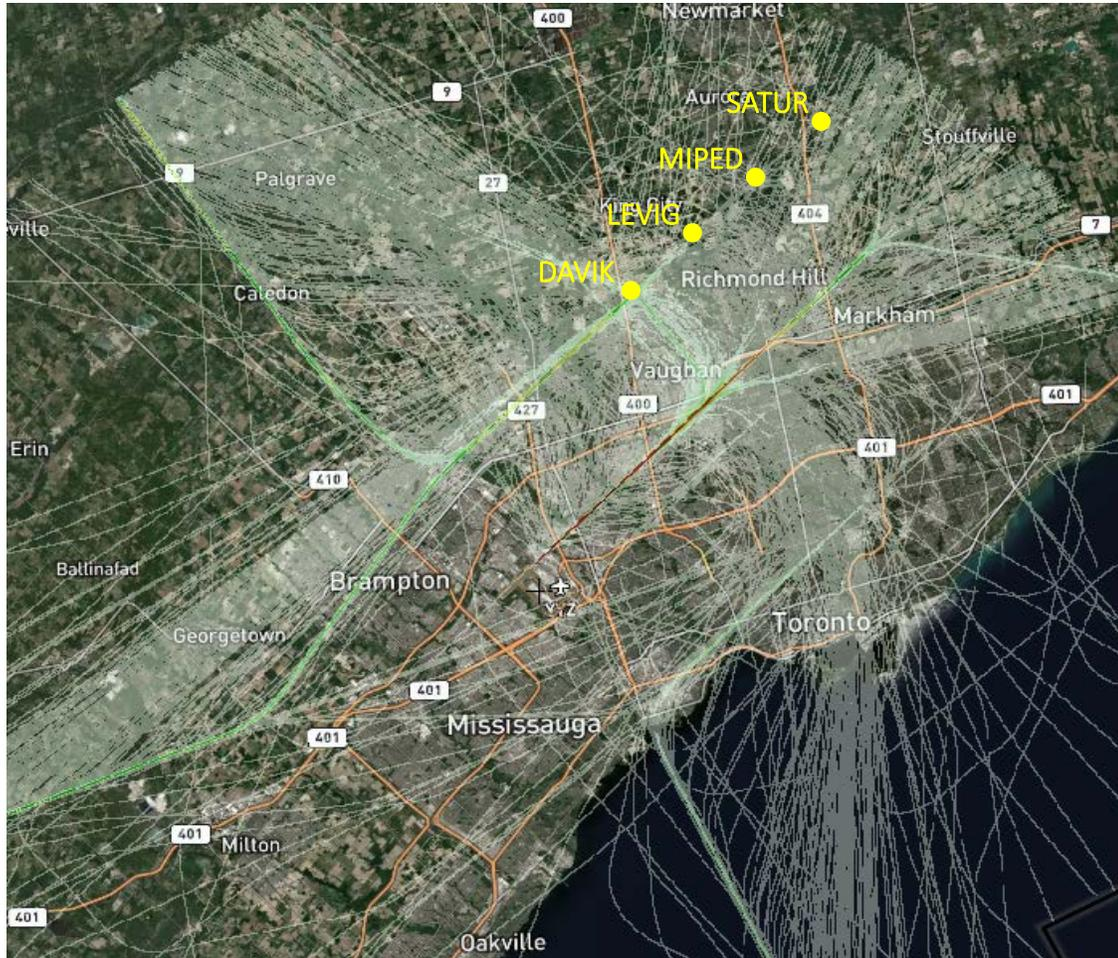 Newmarket
400
9
Aurora
SATUR
Stouffville
MIPED
9
Palgrave
27
404
7
LEVIG
DAVIK
Richmond Hill
Caledon
Markham
Vaughan
427
400
401
Erin
401
410
Ballinafad
Brampton
Georgetown
Toronto
401
Mississauga
401
401
Milton
401
Oakville